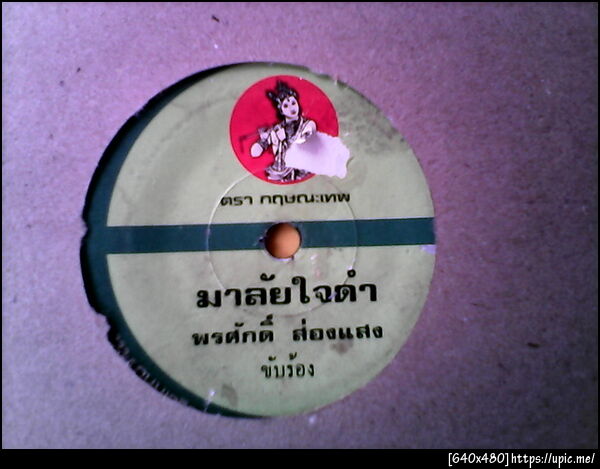 ตรา กฤษณะเทพ
มาลัยใจดำ
พรศักดิ์ ส่องแสง
ขับร้อง
[640x480]https://upic.me/